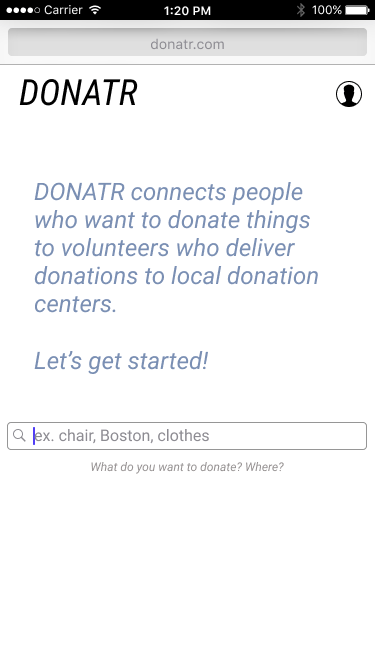 Carrier 1:20 PM 100%
donatr.com
DONATR
DONATR connects people
who want to donate things
to volunteers who deliver
donations to local donation
centers.
Let's get started!
ex. chair, Boston, clothes
What do you want to donate? Where?